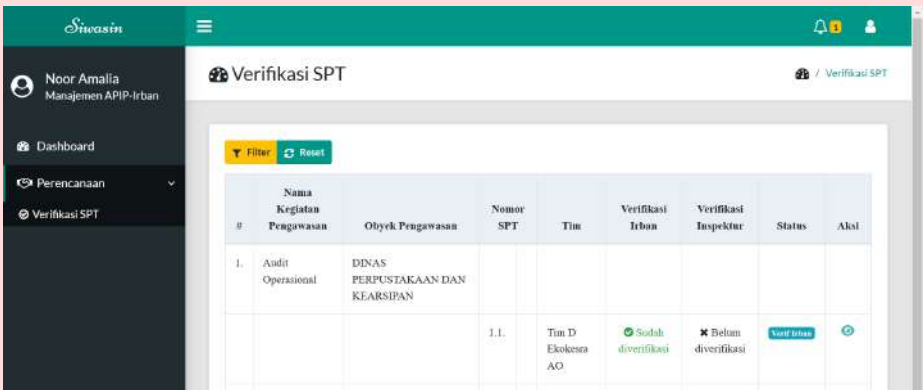 Siwasin
1
Noor Amalia
Manajemen APIP-Irban
Verifikasi SPT
/ Verifikasi SPT
Dashboard
Perencanaan
Verifikasi SPT
Filter
Reset
#
Nama
Kegiatan
Pengawasan
Obyek Pengawasan
Nomor
SPT
Tim
Verifikasi
Irban
Verifikasi
Inspektur
Status
Aksi
1.
Audit
Operasional
DINAS
PERPUSTAKAAN DAN
KEARSIPAN
1.1.
Tim D
Ekokesra
AO
Sudah
diverifikasi
Belum
diverifikasi
Verif Irban